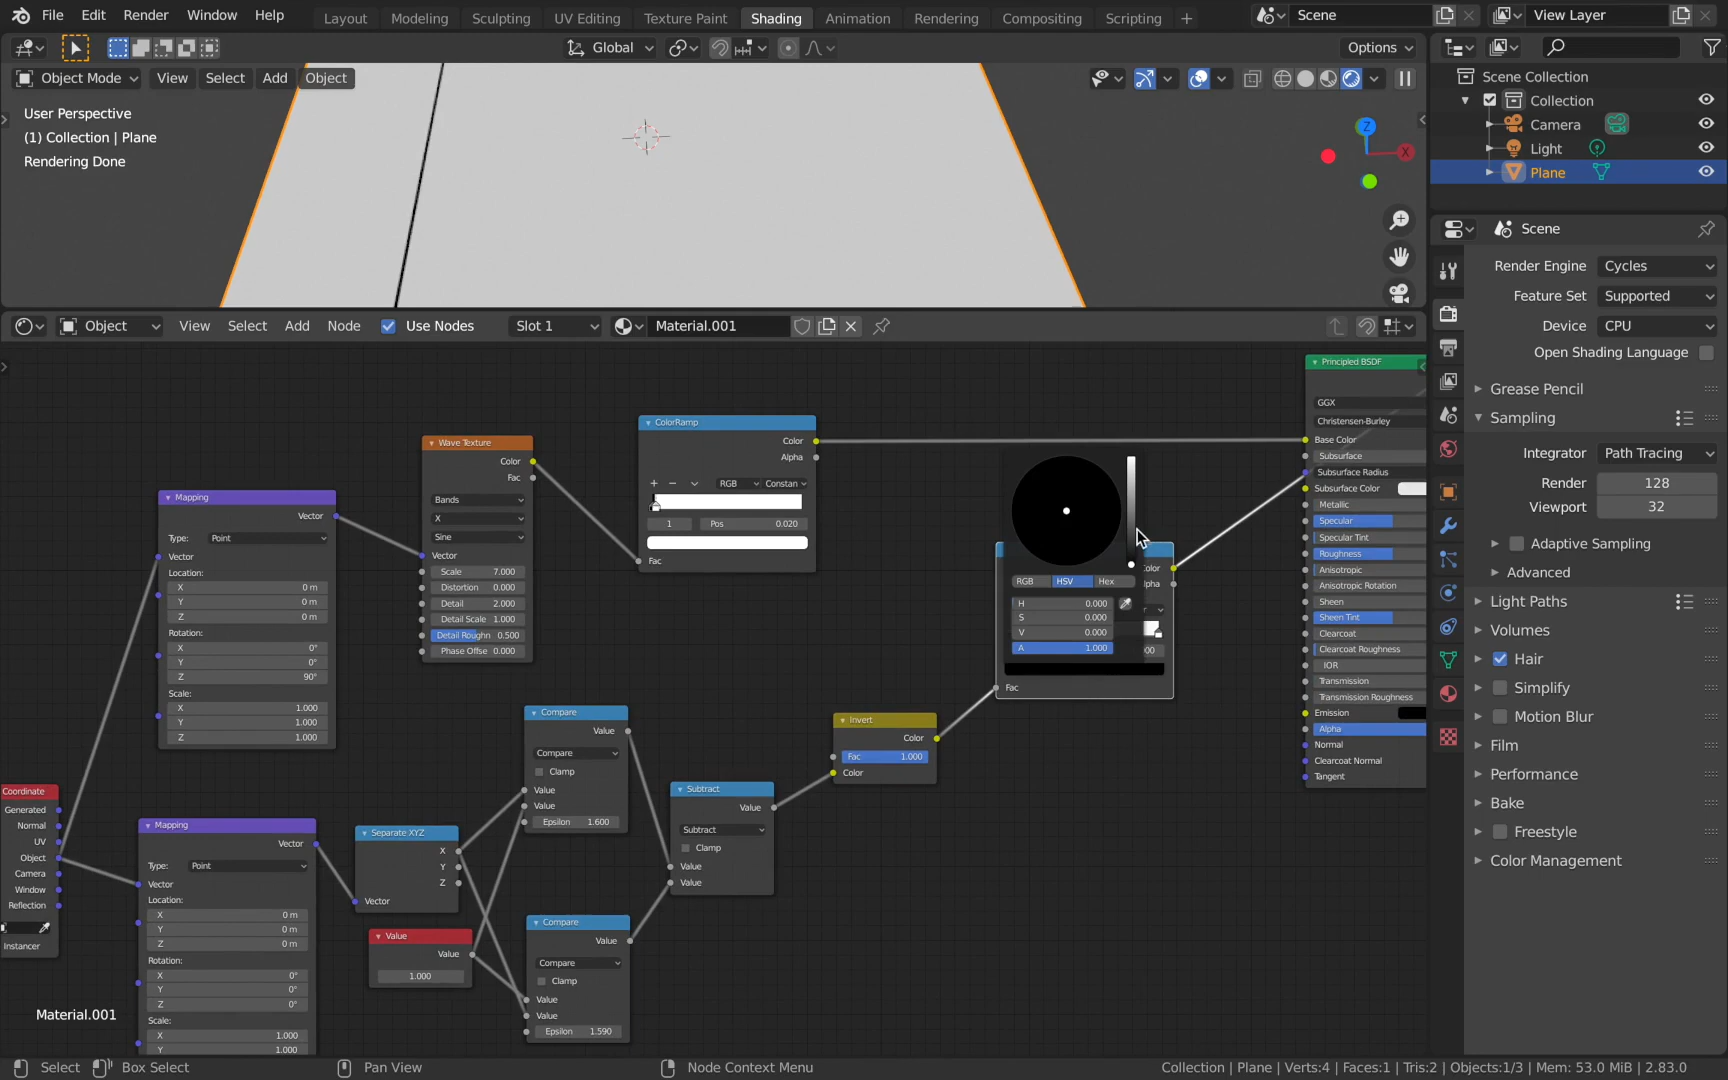 File Edit Render Window Help Layout Modeling Sculpting UV Editing Texture Paint Shading Animation Rendering Compositing Scripting + Scene View Layer
Global Options
Object Mode View Select Add Object
User Perspective
(1) Collection | Plane
Rendering Done
Z
X
Scene Collection
Collection
Camera
Light
Plane
Scene
Render Engine Cycles
Feature Set Supported
Device CPU
Open Shading Language
Grease Pencil
Sampling
Integrator Path Tracing
Render 128
Viewport 32
Adaptive Sampling
Advanced
Light Paths
Volumes
Hair
Simplify
Motion Blur
Film
Performance
Bake
Freestyle
Color Management
Object View Select Add Node Use Nodes Slot 1 Material.001
Coordinate
Generated
Normal
UV
Object
Camera
Window
Reflection
Instancer
Mapping
Vector
Type: Point
Vector
Location:
X 0 m
Y 0 m
Z 0 m
Rotation:
X 0°
Y 0°
Z 90°
Scale:
X 1.000
Y 1.000
Z 1.000
Mapping
Vector
Type: Point
Vector
Location:
X 0 m
Y 0 m
Z 0 m
Rotation:
X 0°
Y 0°
Z 0°
Scale:
X 1.000
Y 1.000
Wave Texture
Color
Fac
Bands
X
Sine
Vector
Scale 7.000
Distortion 0.000
Detail 2.000
Detail Scale 1.000
Detail Roughn 0.500
Phase Offse 0.000
ColorRamp
Color
Alpha
RGB Constan
1 Pos 0.020
Fac
Separate XYZ
X
Y
Z
Vector
Value
Value
1.000
Compare
Value
Compare
Clamp
Value
Value
Epsilon 1.600
Compare
Value
Compare
Clamp
Value
Value
Epsilon 1.590
Subtract
Value
Subtract
Clamp
Value
Value
Invert
Color
Fac 1.000
Color
RGB HSV Hex
H 0.000
S 0.000
V 0.000
A 1.000
Color
lpha
00
Fac
Principled BSDF
GGX
Christensen-Burley
Base Color
Subsurface
Subsurface Radius
Subsurface Color
Metallic
Specular
Specular Tint
Roughness
Anisotropic
Anisotropic Rotation
Sheen
Sheen Tint
Clearcoat
Clearcoat Roughness
IOR
Transmission
Transmission Roughness
Emission
Alpha
Normal
Clearcoat Normal
Tangent
Material.001
Select Box Select Pan View Node Context Menu Collection | Plane | Verts:4 | Faces:1 | Tris:2 | Objects:1/3 | Mem: 53.0 MiB | 2.83.0